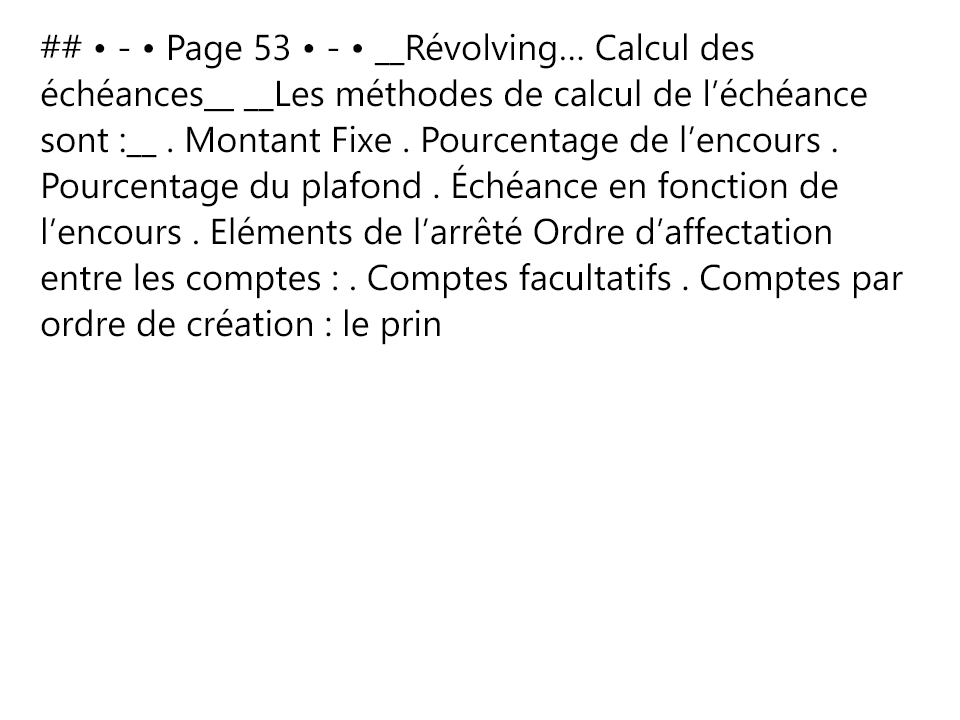 ## • - • Page 53 • - • __Révolving… Calcul des
échéances__ __Les méthodes de calcul de l’échéance
sont :__ . Montant Fixe . Pourcentage de l’encours .
Pourcentage du plafond . Échéance en fonction de
l’encours . Eléments de l’arrêté Ordre d’affectation
entre les comptes : . Comptes facultatifs . Comptes par
ordre de création : le prin